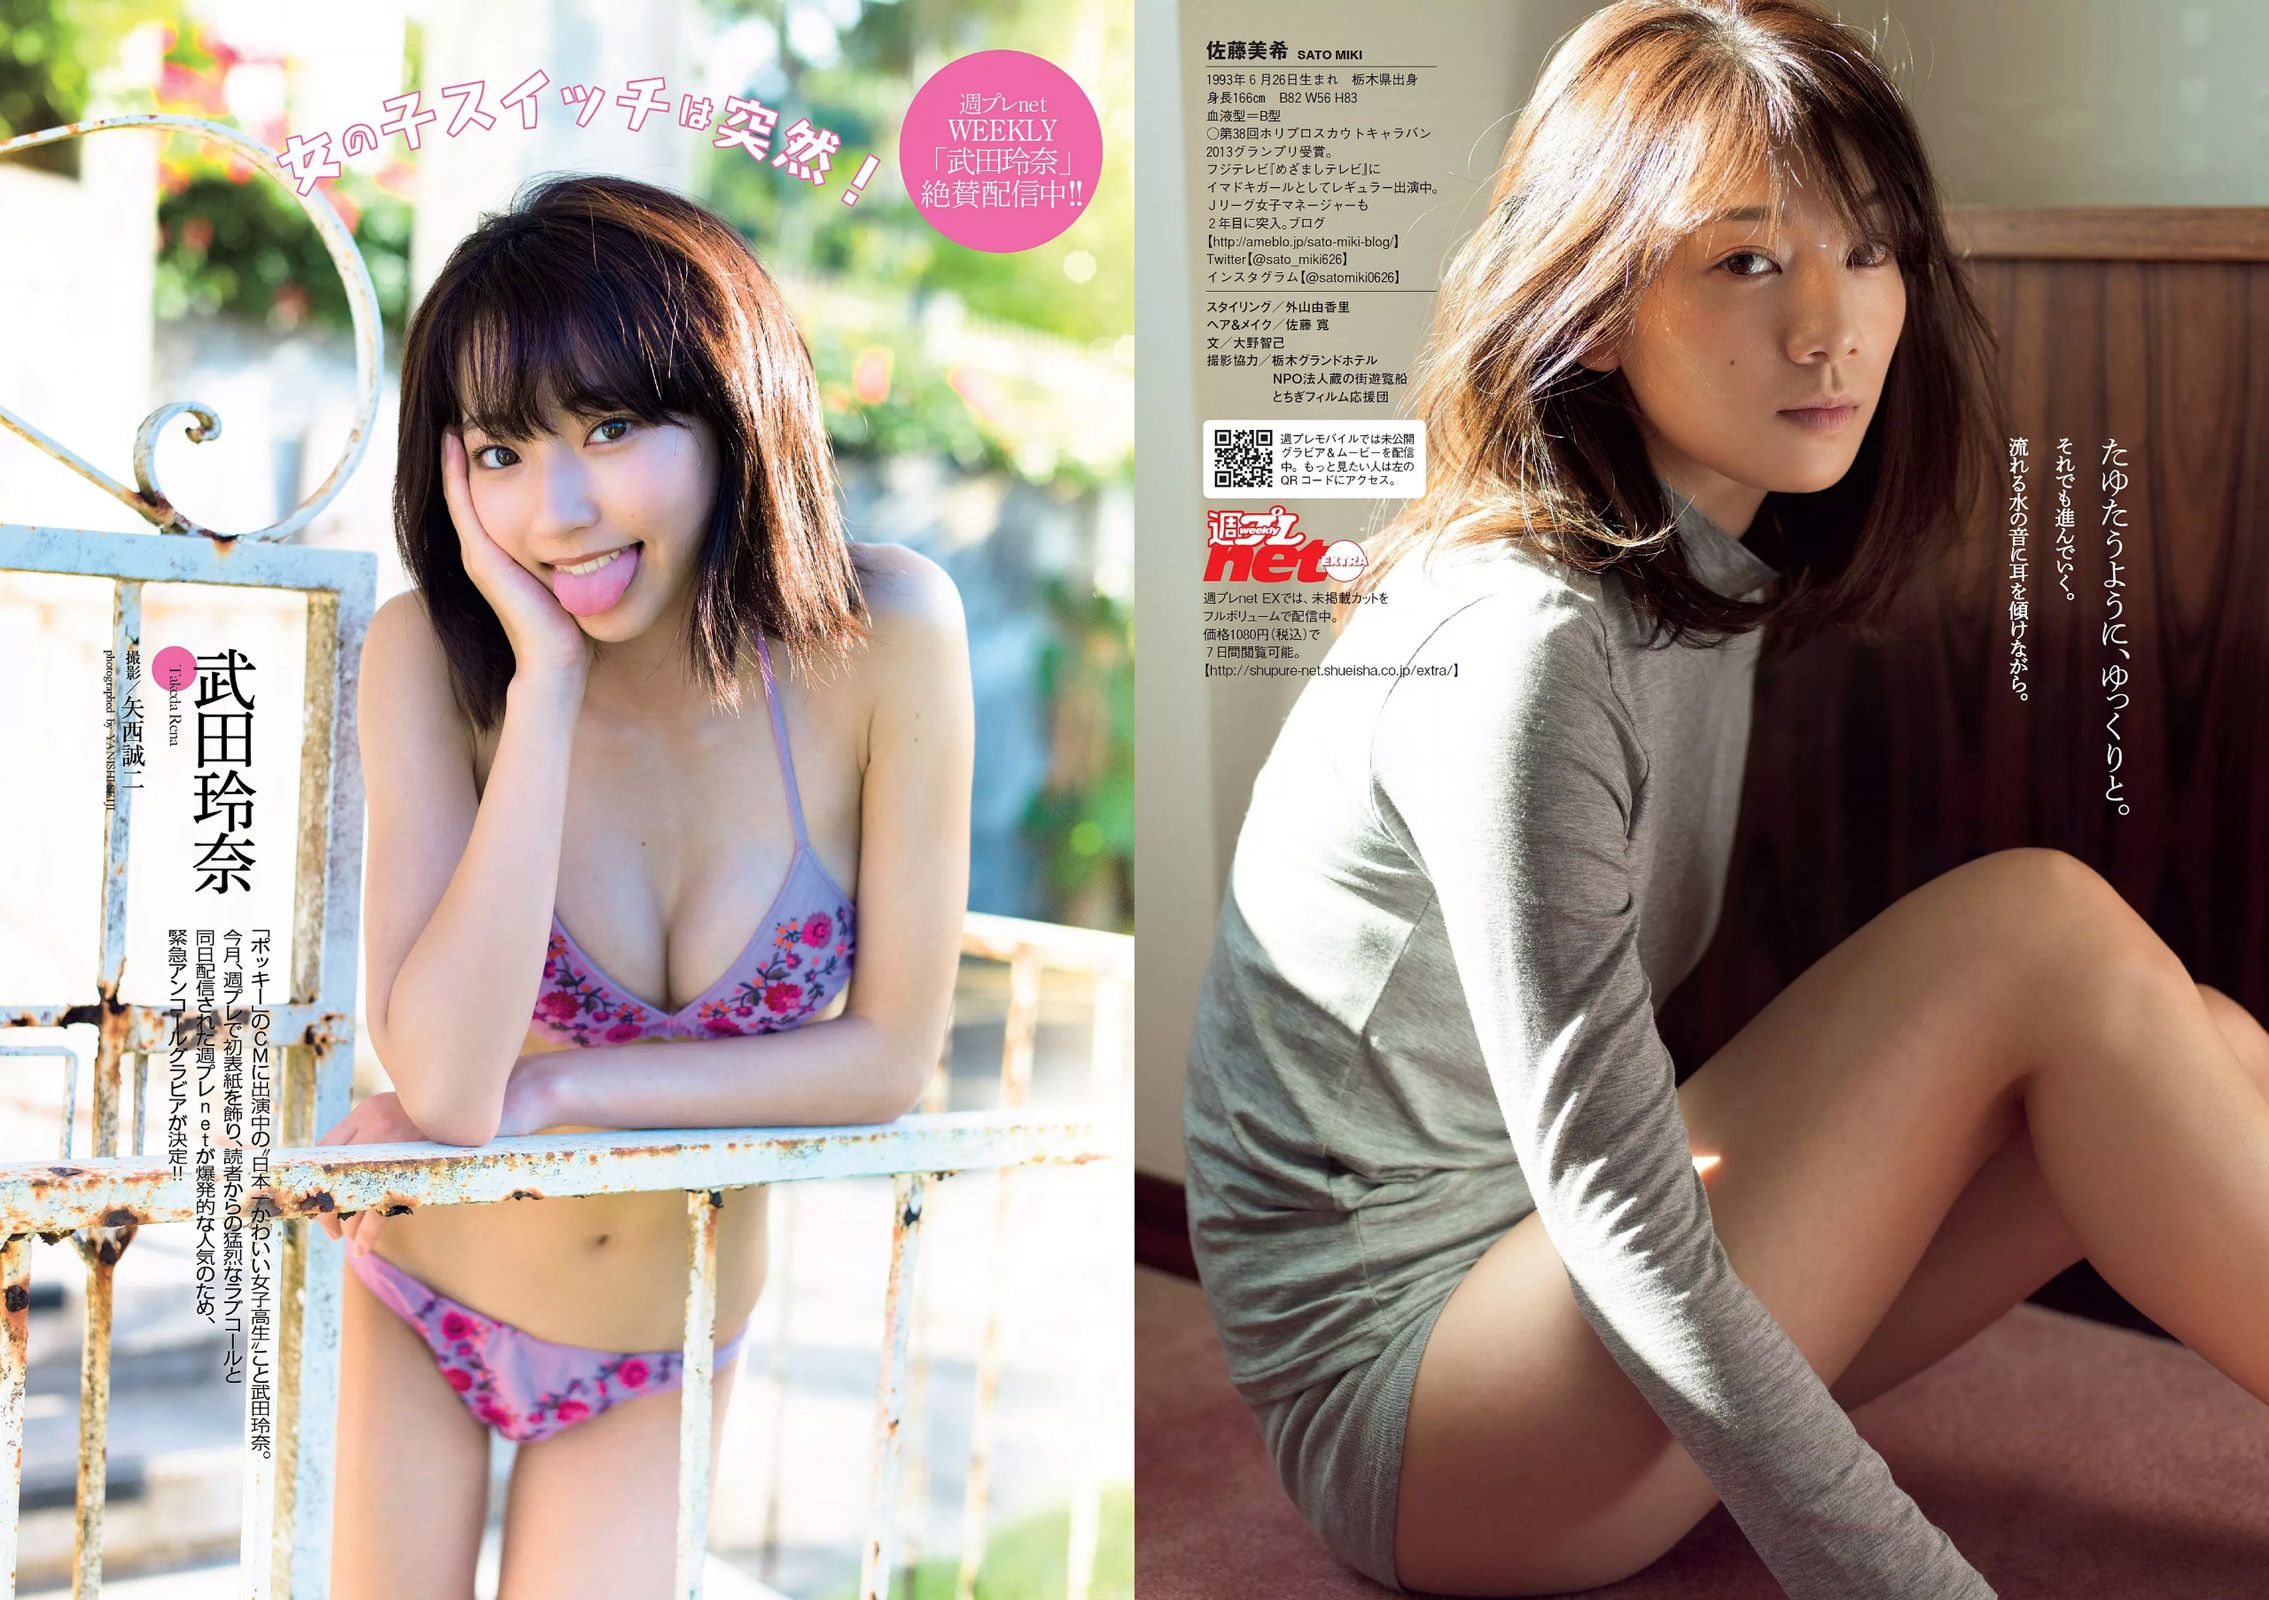 女の子スイッチは突然!
週プレnet
WEEKLY
「武田玲奈」
絶賛配信中!!
武田玲奈
Takeda Rena
撮影/矢西誠二
photographed by YANISHI SEIJI
「ポッキー」のCMに出演中の“日本一かわいい女子高生”こと武田玲奈。
今月、週プレで初表紙を飾り、読者からの猛烈なラブコールと
同日配信された週プレnetが爆発的な人気のため、
緊急アンコールグラビアが決定!!
佐藤美希 SATO MIKI
1993年6月26日生まれ 栃木県出身
身長166㎝ B82 W56 H83
血液型=B型
○第38回ホリプロスカウトキャラバン
2013グランプリ受賞。
フジテレビ『めざましテレビ』に
イマドキガールとしてレギュラー出演中。
Jリーグ女子マネージャーも
2年目に突入。ブログ
【http://ameblo.jp/sato-miki-blog/】
Twitter【@sato_miki626】
インスタグラム【@satomiki0626】
スタイリング/外山由香里
ヘア&メイク/佐藤 寛
文/大野智己
撮影協力/栃木グランドホテル
NPO法人蔵の街遊覧船
とちぎフィルム応援団
週プレモバイルでは未公開
グラビア&ムービーを配信
中。もっと見たい人は左の
QRコードにアクセス。
週プレ
weekly
net
EXTRA
週プレnet EXでは、未掲載カットを
フルボリュームで配信中。
価格1080円(税込)で
7日間閲覧可能。
【http://shupure-net.shueisha.co.jp/extra/】
たゆたうように、ゆっくりと。
それでも進んでいく。
流れる水の音に耳を傾けながら。